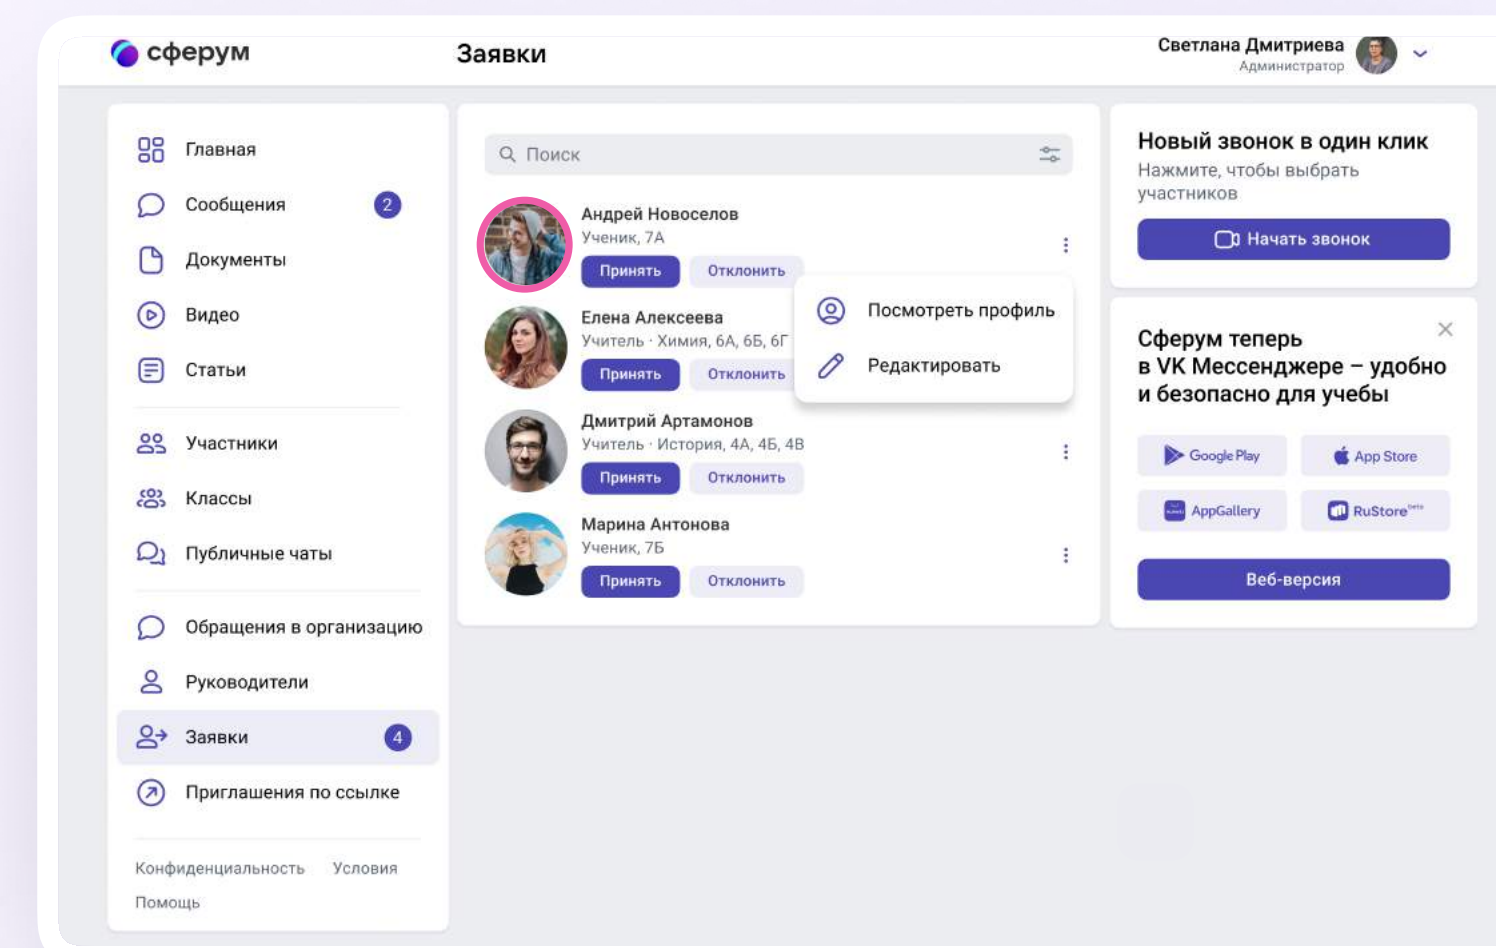 сферум
Заявки
Светлана Дмитриева
Администратор
Главная
Сообщения 2
Документы
Видео
Статьи
Участники
Классы
Публичные чаты
Обращения в организацию
Руководители
Заявки 4
Приглашения по ссылке
Конфиденциальность Условия
Помощь
Поиск
Андрей Новоселов
Ученик, 7А
Принять Отклонить
Посмотреть профиль
Редактировать
Елена Алексеева
Учитель · Химия, 6А, 6Б, 6Г
Принять Отклонить
Дмитрий Артамонов
Учитель · История, 4А, 4Б, 4В
Принять Отклонить
Марина Антонова
Ученик, 7Б
Принять Отклонить
Новый звонок в один клик
Нажмите, чтобы выбрать
участников
Начать звонок
Сферум теперь
в VK Мессенджере – удобно
и безопасно для учебы
Google Play App Store
AppGallery RuStore beta
Веб-версия